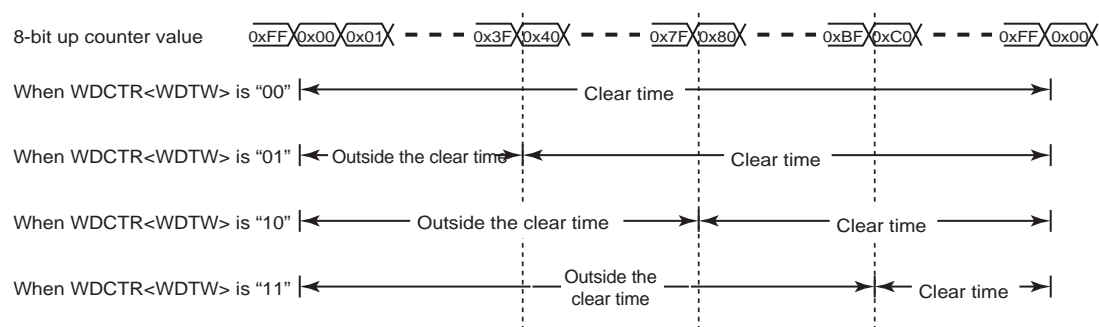 8-bit up counter value 0xFF 0x00 0x01 0x3F 0x40 0x7F 0x80 0xBF 0xC0 0xFF 0x00
When WDCTR<WDTW> is “00” Clear time
When WDCTR<WDTW> is “01” Outside the clear time Clear time
When WDCTR<WDTW> is “10” Outside the clear time Clear time
When WDCTR<WDTW> is “11” Outside the
clear time Clear time